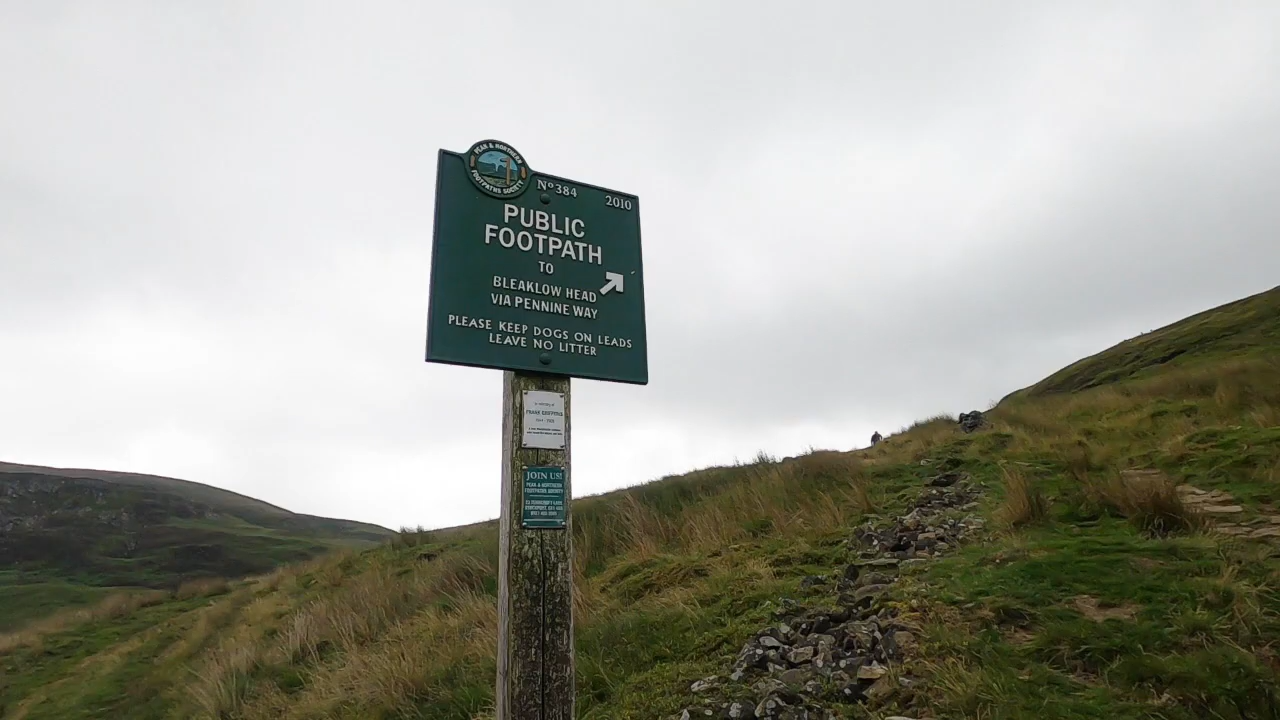 PEAK & NORTHERN
FOOTPATHS SOCIETY
Nº 384
2010
PUBLIC
FOOTPATH
TO
BLEAKLOW HEAD
VIA PENNINE WAY
PLEASE KEEP DOGS ON LEADS
LEAVE NO LITTER
JOIN US!
PEAK & NORTHERN
FOOTPATHS SOCIETY